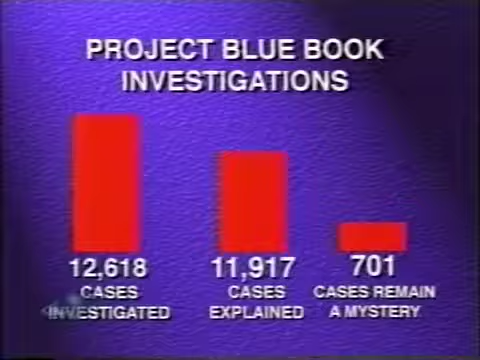 PROJECT BLUE BOOK
INVESTIGATIONS
12,618
CASES
INVESTIGATED
11,917
CASES
EXPLAINED
701
CASES REMAIN
A MYSTERY